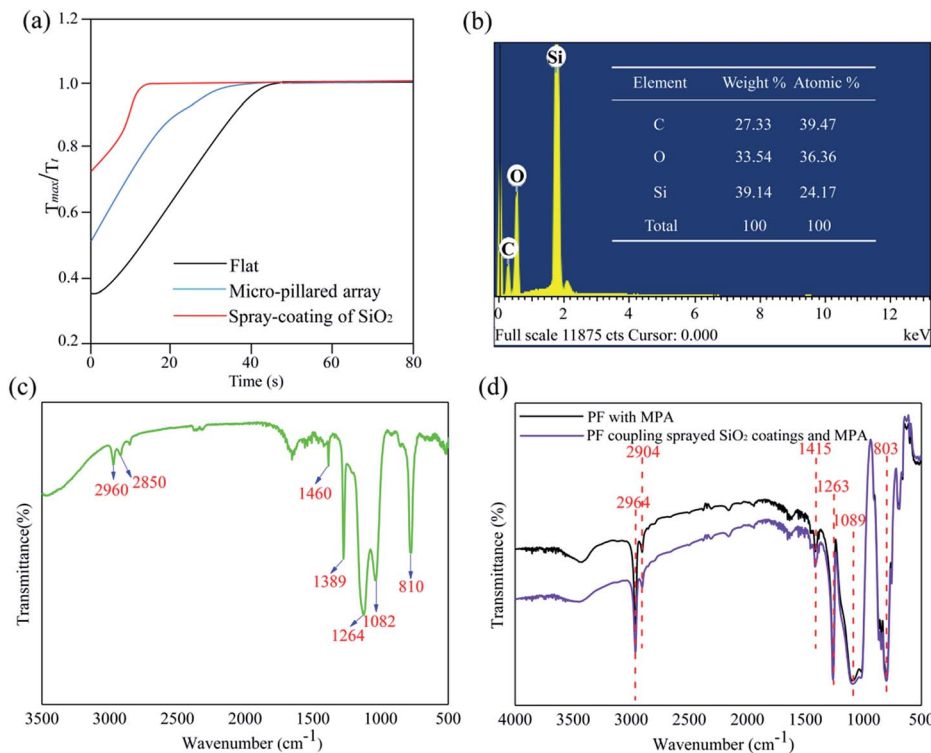 (a)
1.2
1.0
0.8
0.6
0.4
0.2
Tmax/Tt
0
20
40
60
80
Time (s)
Flat
Micro-pillared array
Spray-coating of SiO₂
(b)
Si
O
C
Element Weight % Atomic %
C 27.33 39.47
O 33.54 36.36
Si 39.14 24.17
Total 100 100
0 2 4 6 8 10 12
Full scale 11875 cts Cursor: 0.000 keV
(c)
Transmittance(%)
2960
2850
1460
1389
1264
1082
810
3500 3000 2500 2000 1500 1000 500
Wavenumber (cm⁻¹)
(d)
PF with MPA
PF coupling sprayed SiO₂ coatings and MPA
Transmittance (%)
2904
2964
1415
1263
1089
803
4000 3500 3000 2500 2000 1500 1000 500
Wavenumber (cm⁻¹)